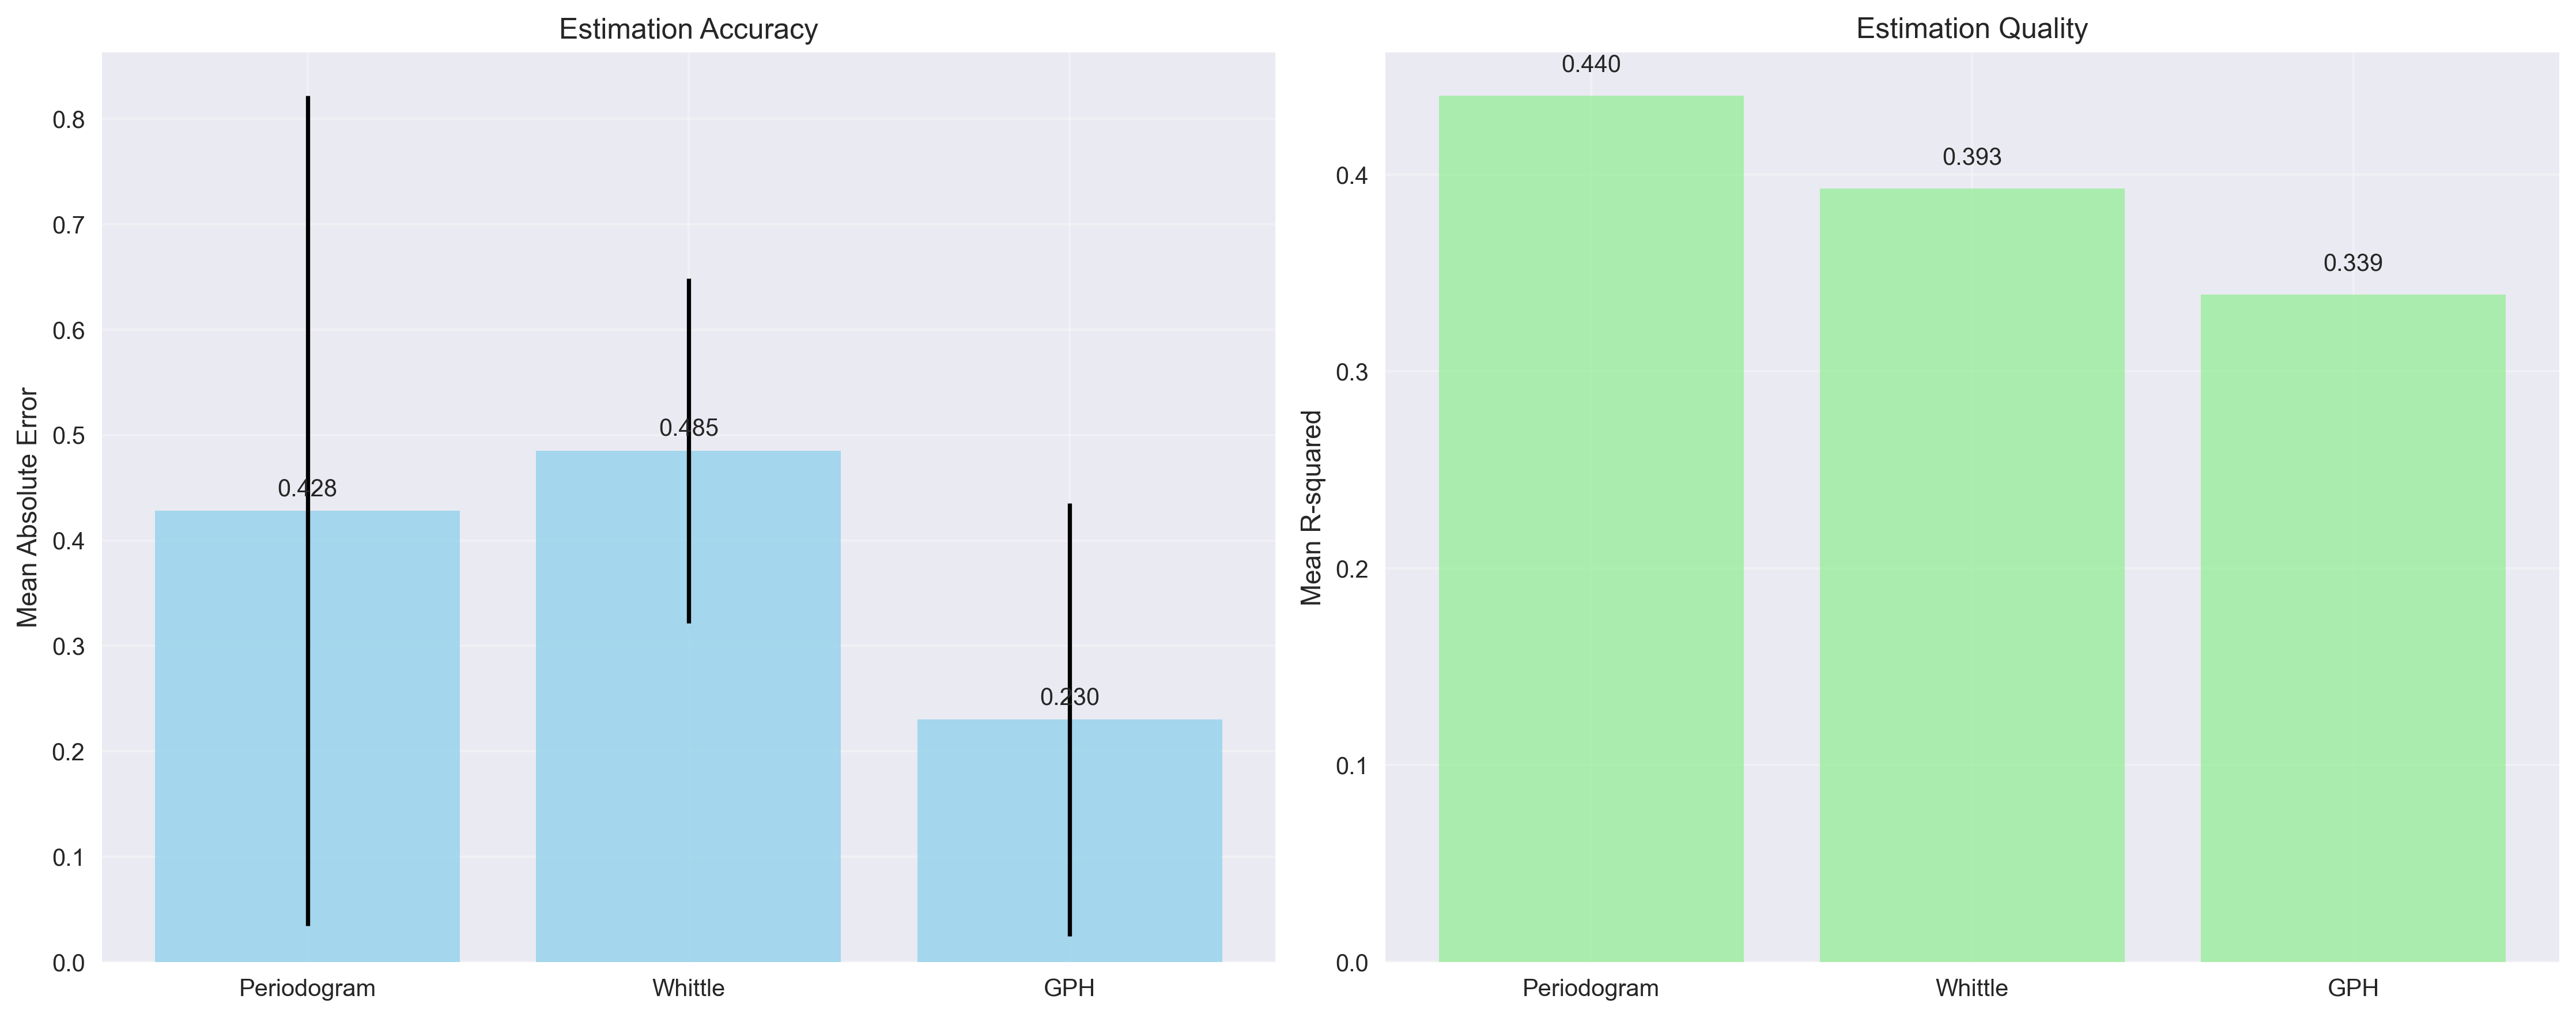 Estimation Accuracy
Mean Absolute Error
0.8
0.7
0.6
0.5
0.4
0.3
0.2
0.1
0.0
0.428
0.485
0.230
Periodogram
Whittle
GPH
Estimation Quality
Mean R-squared
0.4
0.3
0.2
0.1
0.0
0.440
0.393
0.339
Periodogram
Whittle
GPH